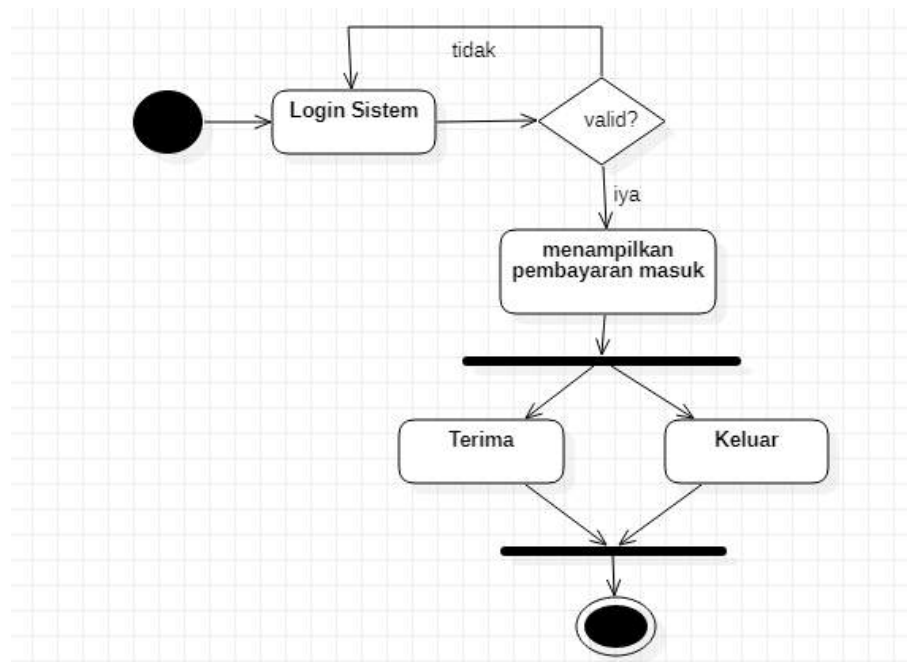 tidak
Login Sistem
valid?
iya
menampilkan
pembayaran masuk
Terima
Keluar